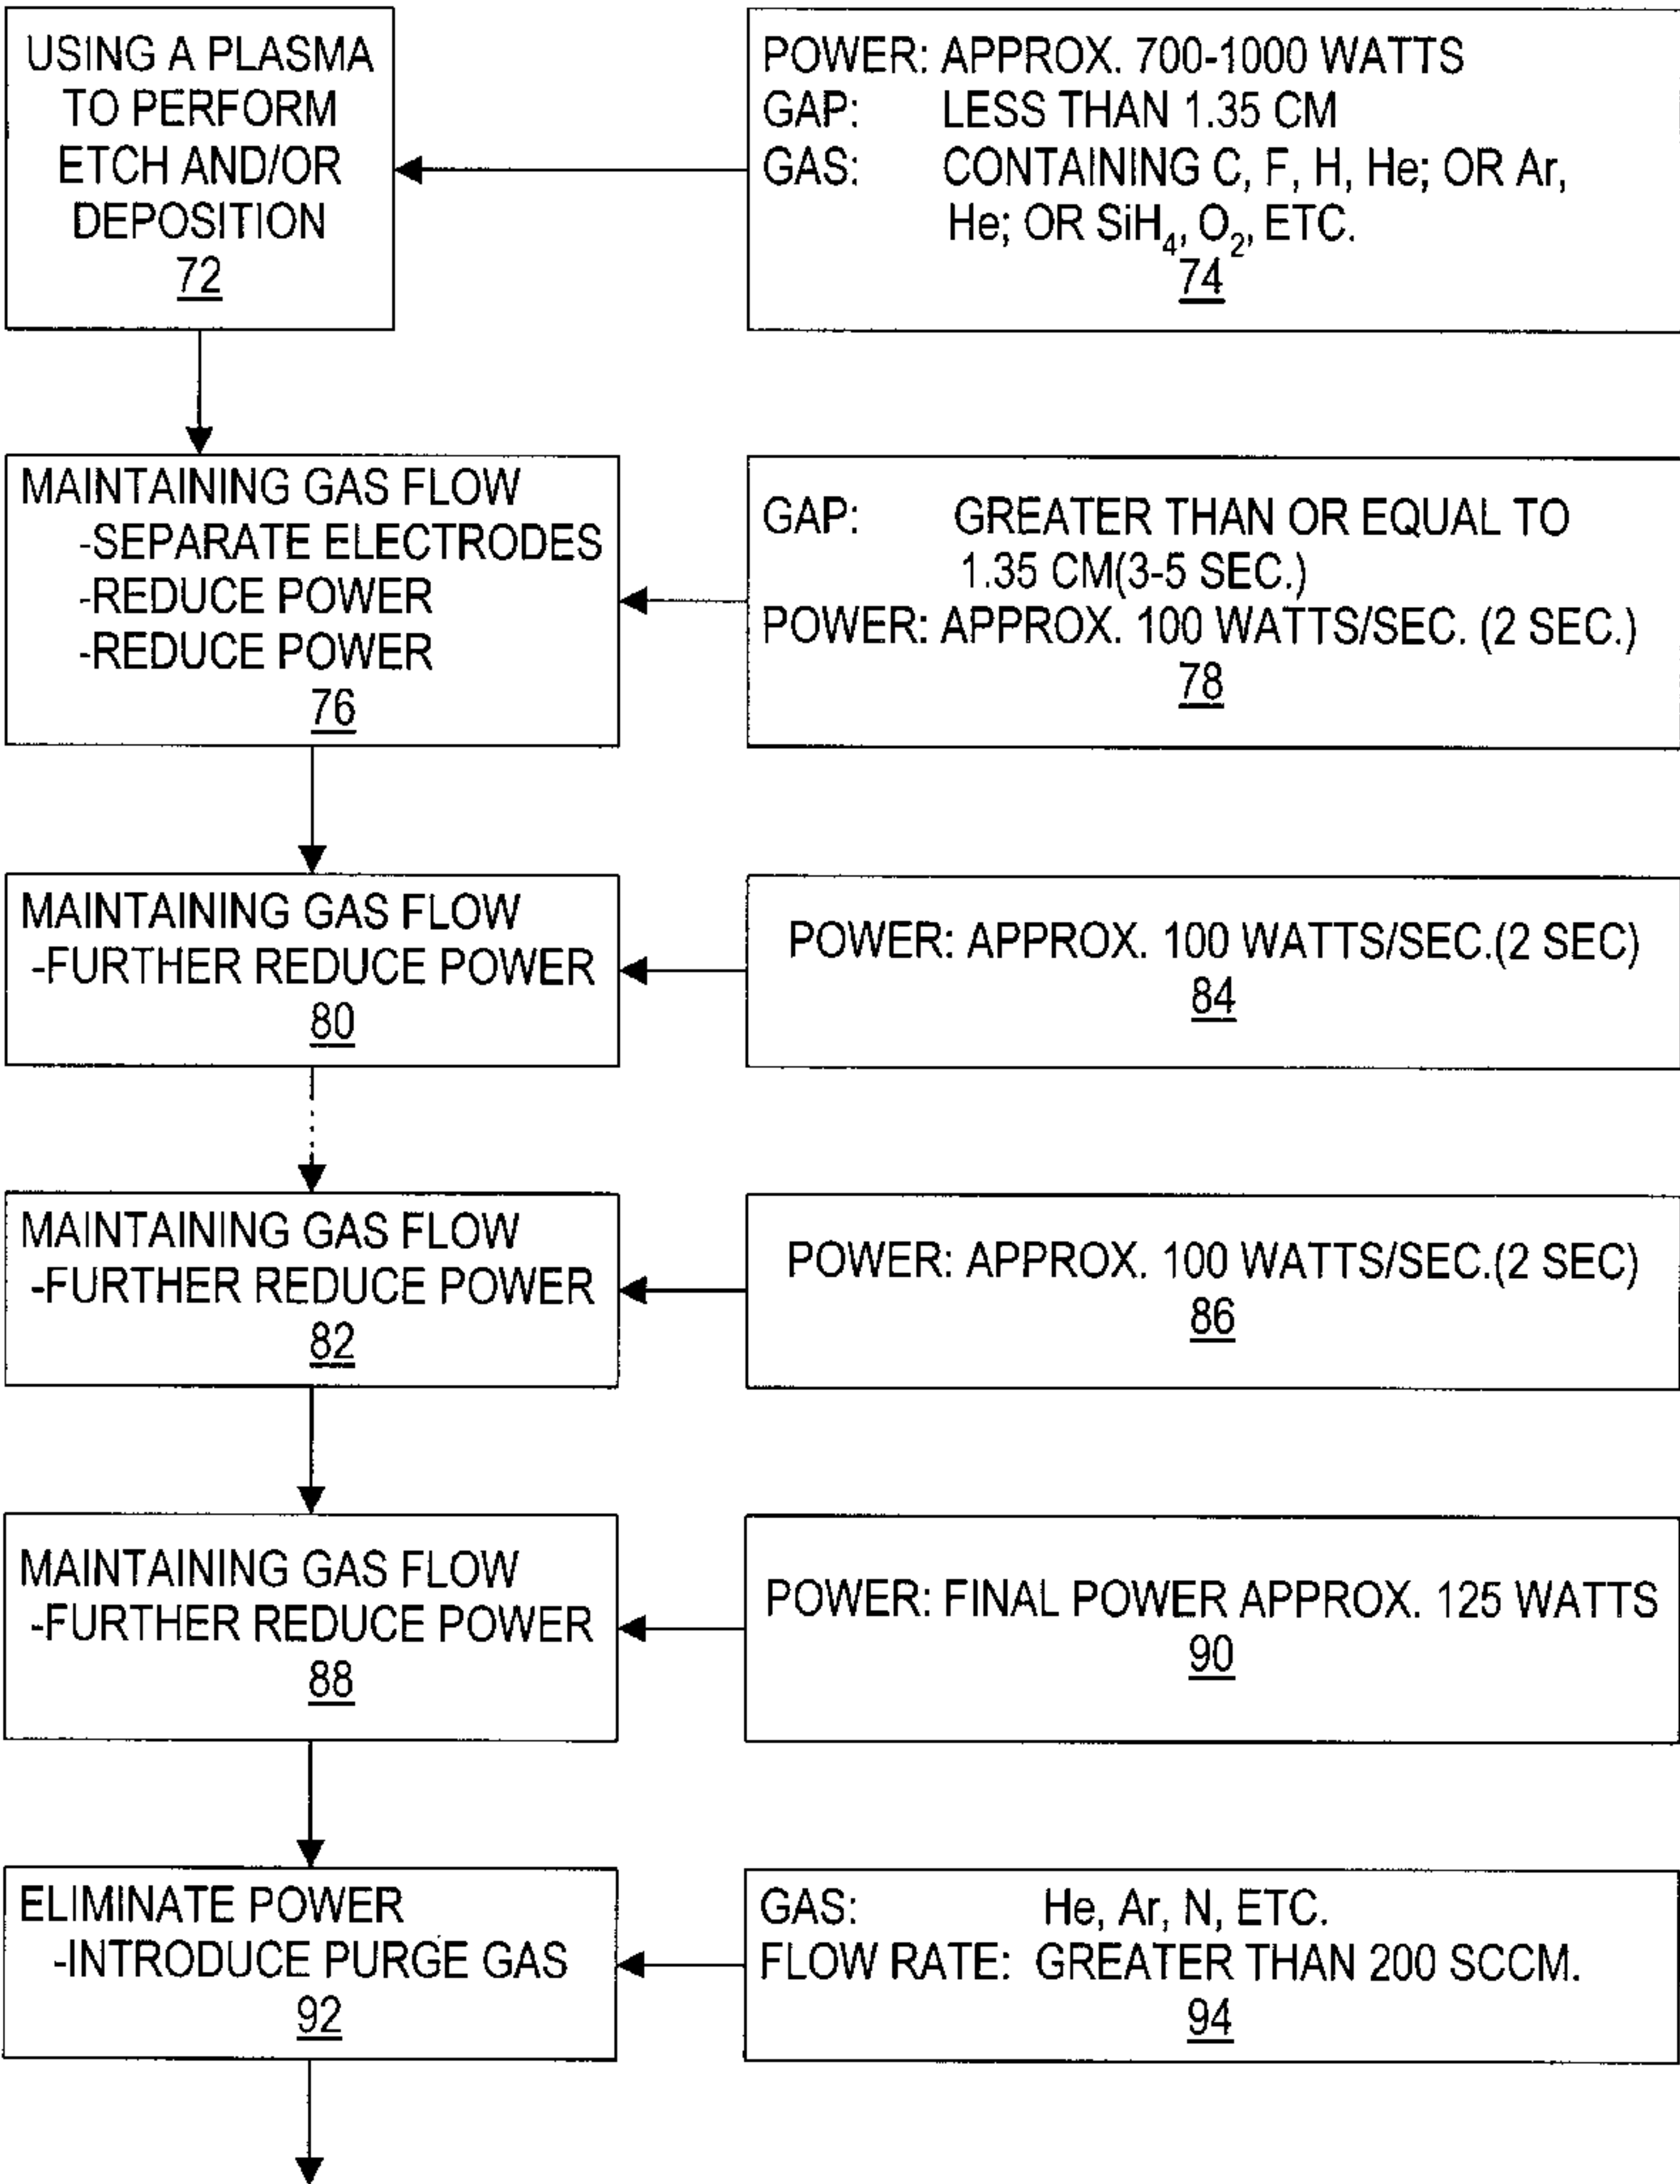 USING A PLASMA
TO PERFORM
ETCH AND/OR
DEPOSITION
72
POWER: APPROX. 700-1000 WATTS
GAP: LESS THAN 1.35 CM
GAS: CONTAINING C, F, H, He; OR Ar,
He; OR SiH₄, O₂, ETC.
74
MAINTAINING GAS FLOW
-SEPARATE ELECTRODES
-REDUCE POWER
-REDUCE POWER
76
GAP: GREATER THAN OR EQUAL TO
1.35 CM(3-5 SEC.)
POWER: APPROX. 100 WATTS/SEC. (2 SEC.)
78
MAINTAINING GAS FLOW
-FURTHER REDUCE POWER
80
POWER: APPROX. 100 WATTS/SEC.(2 SEC)
84
MAINTAINING GAS FLOW
-FURTHER REDUCE POWER
82
POWER: APPROX. 100 WATTS/SEC.(2 SEC)
86
MAINTAINING GAS FLOW
-FURTHER REDUCE POWER
88
POWER: FINAL POWER APPROX. 125 WATTS
90
ELIMINATE POWER
-INTRODUCE PURGE GAS
92
GAS: He, Ar, N, ETC.
FLOW RATE: GREATER THAN 200 SCCM.
94